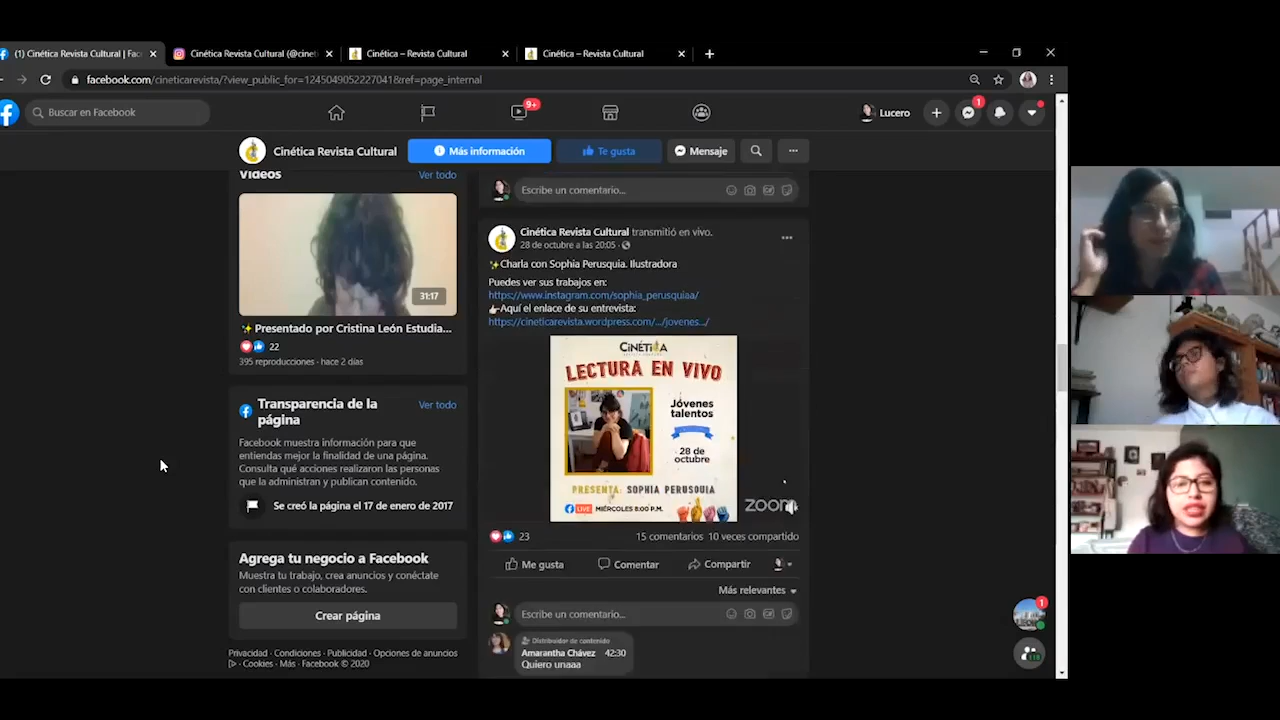 (1) Cinética Revista Cultural | Fac
Cinética Revista Cultural (@cinet
Cinética – Revista Cultural
Cinética – Revista Cultural
facebook.com/cineticarevista/?view_public_for=1245049052227041&ref=page_internal
Buscar en Facebook
9+
Lucero
1
Cinética Revista Cultural
Más información
Te gusta
Mensaje
Videos
Ver todo
31:17
Presentado por Cristina León Estudia...
22
395 reproducciones · hace 2 días
Transparencia de la
página
Ver todo
Facebook muestra información para que
entiendas mejor la finalidad de una página.
Consulta qué acciones realizaron las personas
que la administran y publican contenido.
Se creó la página el 17 de enero de 2017
Agrega tu negocio a Facebook
Muestra tu trabajo, crea anuncios y conéctate
con clientes o colaboradores.
Crear página
Privacidad · Condiciones · Publicidad · Opciones de anuncios
· Cookies · Más · Facebook © 2020
Escribe un comentario...
Cinética Revista Cultural transmitió en vivo.
28 de octubre a las 20:05 ·
Charla con Sophia Perusquia. Ilustradora
Puedes ver sus trabajos en:
https://www.instagram.com/sophia_perusquiaa/
Aquí el enlace de su entrevista:
https://cineticarevista.wordpress.com/.../jovenes.../
CINÉTICA
LECTURA EN VIVO
Jóvenes
talentos
28 de
octubre
PRESENTA: SOPHIA PERUSQUIA
LIVE MIÉRCOLES 8:00 P.M.
zoom
23
15 comentarios 10 veces compartido
Me gusta
Comentar
Compartir
Más relevantes
Escribe un comentario...
Distribuidor de contenido
Amarantha Chávez 42:30
Quiero unaaa
1